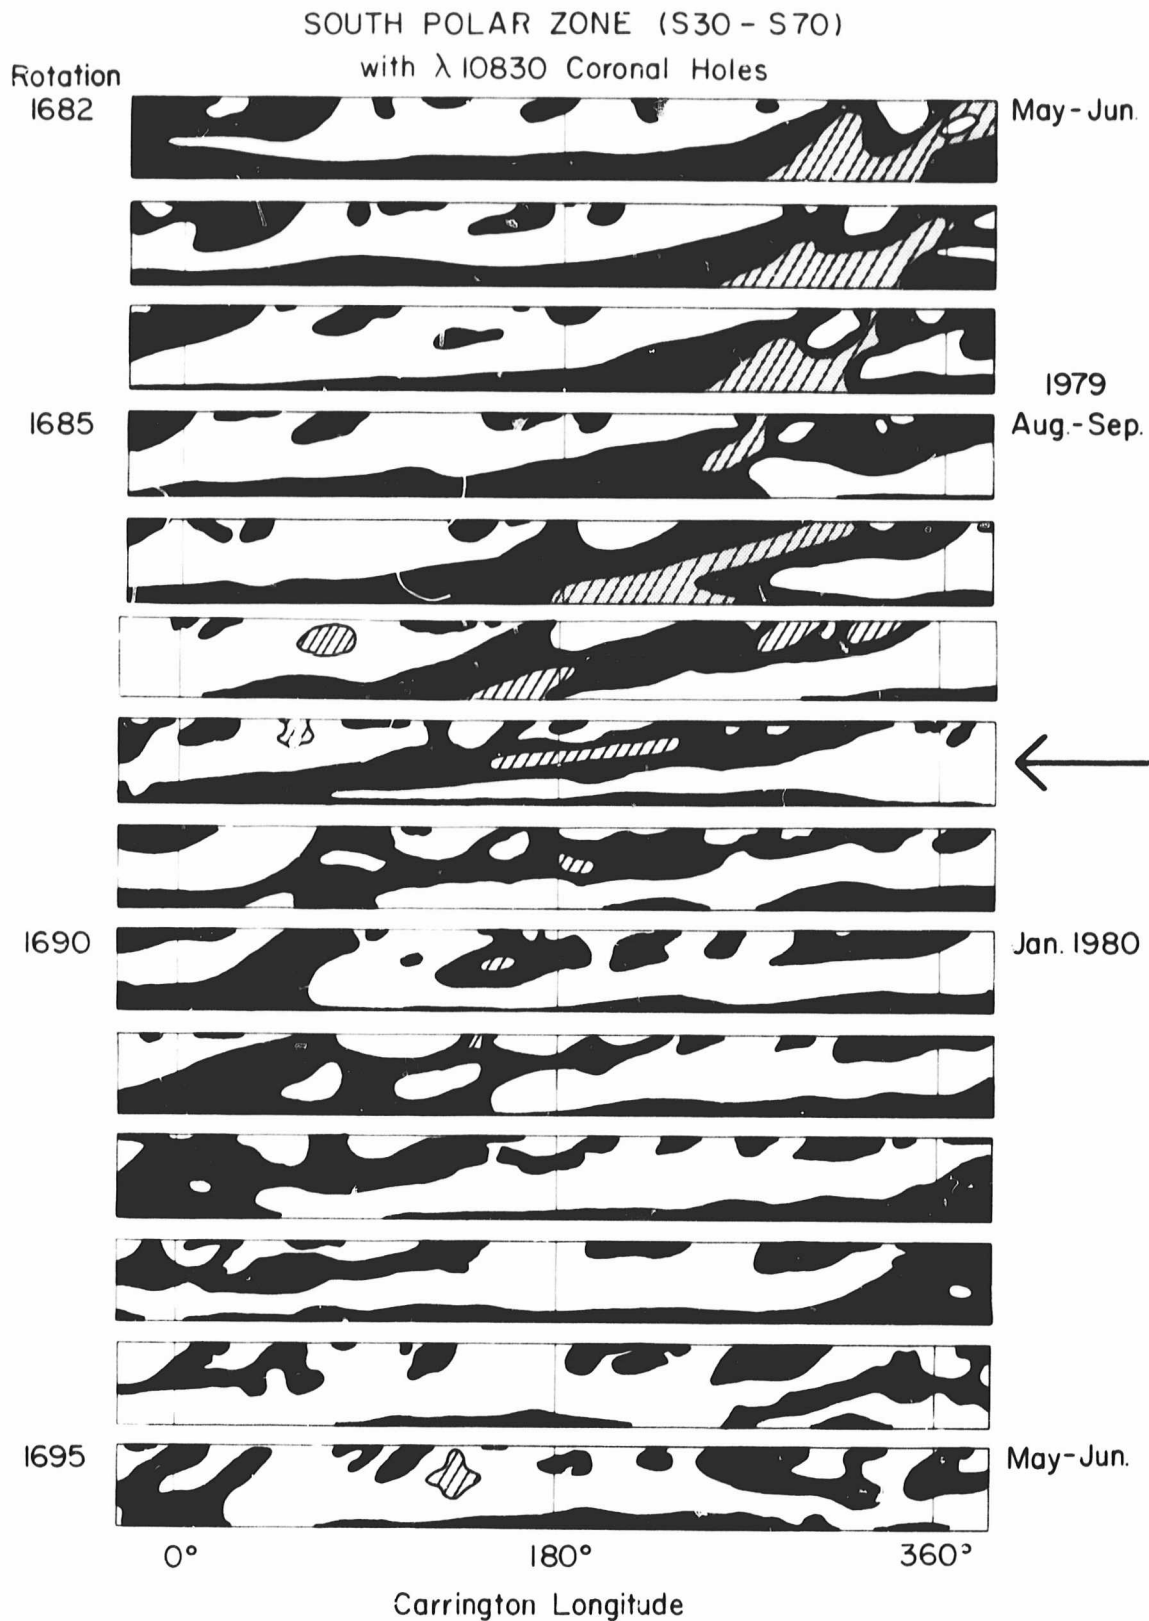 SOUTH POLAR ZONE (S30 - S70)
with λ 10830 Coronal Holes
Rotation
1682
May-Jun.
1979
1685
Aug.-Sep.
1690
Jan. 1980
1695
May-Jun.
0° 180° 360°
Carrington Longitude